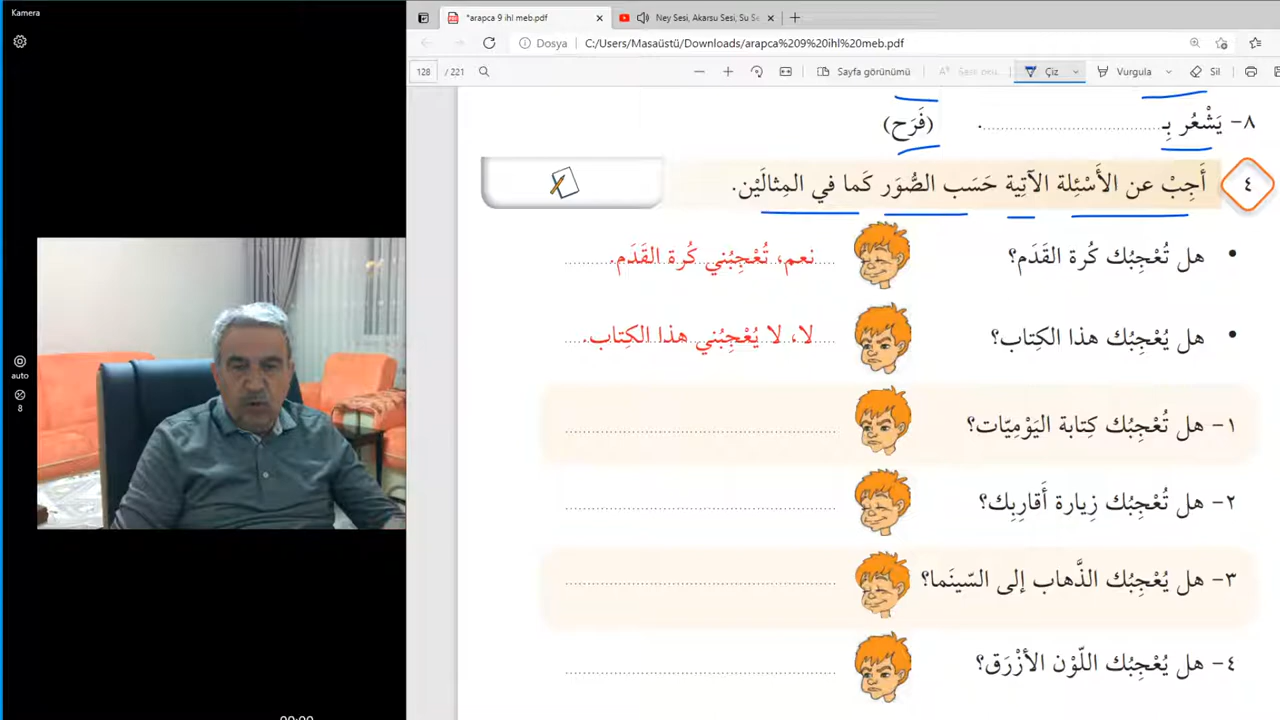 Kamera
*arapca 9 ihl meb.pdf
Ney Sesi, Akarsu Sesi, Su Se
Dosya
C:/Users/Masaüstü/Downloads/arapca%209%20ihl%20meb.pdf
128 / 221
Sayfa görünümü
Çiz
Vurgula
Sil
٨- يَشْعُر بِـ .............................. . (فَرَح)
٤ أَجِبْ عن الأَسْئِلة الآتِية حَسَب الصُّوَر كَما في المِثالَيْن.
• هل تُعْجِبُك كُرة القَدَم؟ نعم، تُعْجِبُني كُرة القَدَم.
• هل يُعْجِبُك هذا الكِتاب؟ لا، لا يُعْجِبُني هذا الكِتاب.
١- هل تُعْجِبُك كِتابة اليَوْمِيّات؟
٢- هل تُعْجِبُك زِيارة أَقارِبِك؟
٣- هل يُعْجِبُك الذَّهاب إلى السّينَما؟
٤- هل يُعْجِبُك اللّوْن الأزْرَق؟
auto
8